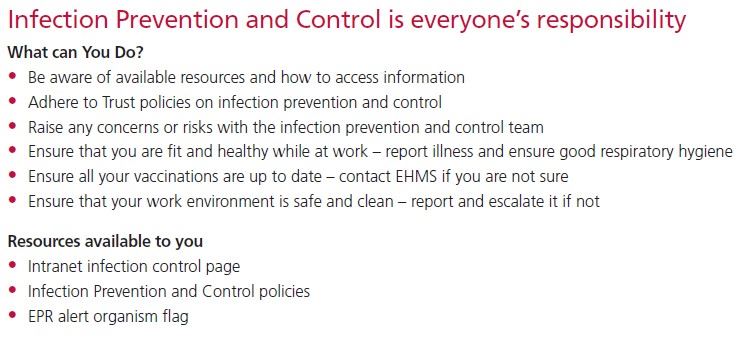 Infection Prevention and Control is everyone’s responsibility
What can You Do?
• Be aware of available resources and how to access information
• Adhere to Trust policies on infection prevention and control
• Raise any concerns or risks with the infection prevention and control team
• Ensure that you are fit and healthy while at work – report illness and ensure good respiratory hygiene
• Ensure all your vaccinations are up to date – contact EHMS if you are not sure
• Ensure that your work environment is safe and clean – report and escalate it if not
Resources available to you
• Intranet infection control page
• Infection Prevention and Control policies
• EPR alert organism flag